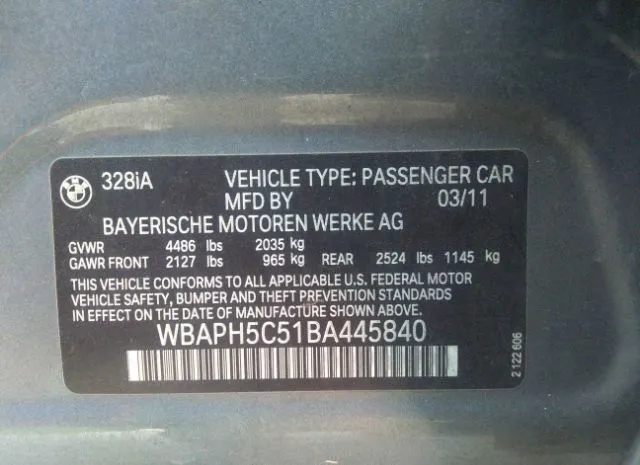 BMW 328iA VEHICLE TYPE: PASSENGER CAR
MFD BY 03/11
BAYERISCHE MOTOREN WERKE AG
GVWR 4486 lbs 2035 kg
GAWR FRONT 2127 lbs 965 kg REAR 2524 lbs 1145 kg
THIS VEHICLE CONFORMS TO ALL APPLICABLE U.S. FEDERAL MOTOR
VEHICLE SAFETY, BUMPER AND THEFT PREVENTION STANDARDS
IN EFFECT ON THE DATE OF MANUFACTURE SHOWN ABOVE.
WBAPH5C51BA445840
2 122 606